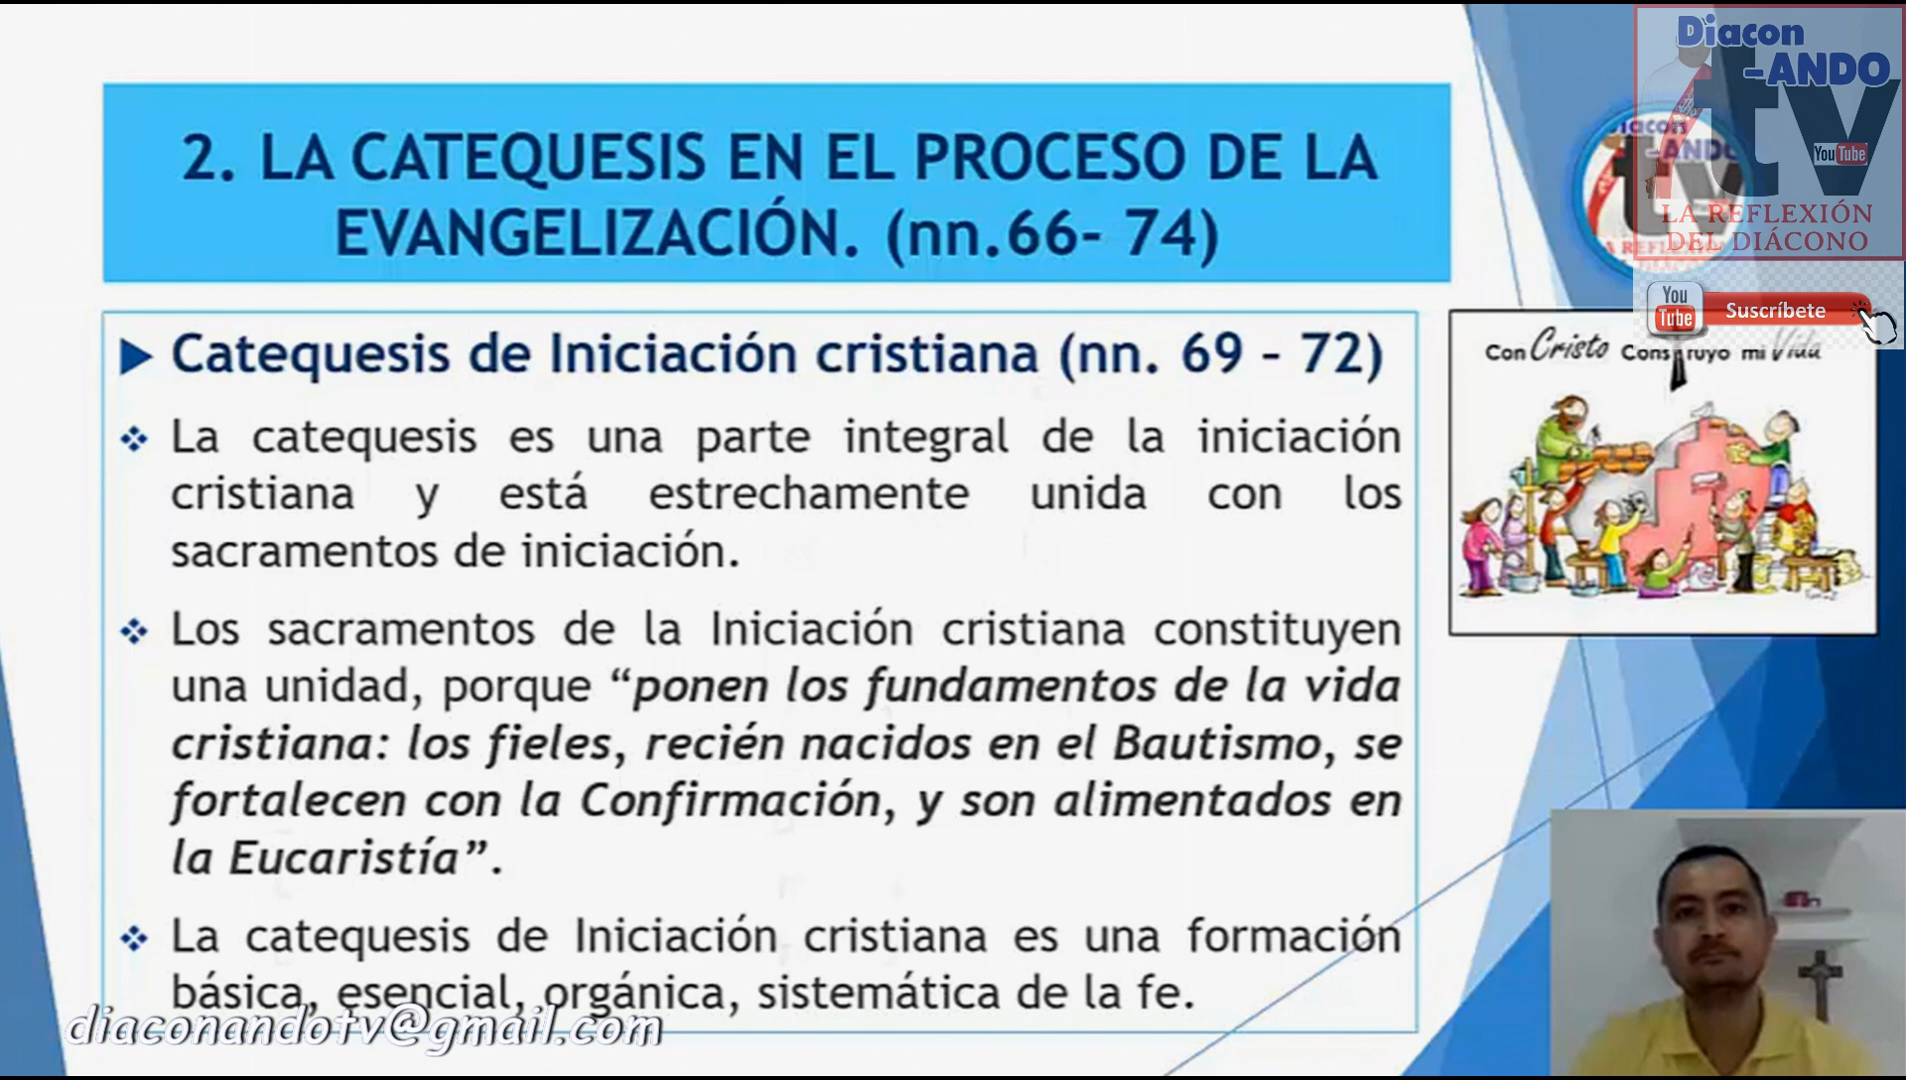 2. LA CATEQUESIS EN EL PROCESO DE LA
EVANGELIZACIÓN. (nn.66- 74)
Catequesis de Iniciación cristiana (nn. 69 – 72)
La catequesis es una parte integral de la iniciación
cristiana y está estrechamente unida con los
sacramentos de iniciación.
Los sacramentos de la Iniciación cristiana constituyen
una unidad, porque “ponen los fundamentos de la vida
cristiana: los fieles, recién nacidos en el Bautismo, se
fortalecen con la Confirmación, y son alimentados en
la Eucaristía”.
La catequesis de Iniciación cristiana es una formación
básica, esencial, orgánica, sistemática de la fe.
diaconandotv@gmail.com
Diacon
-ANDO
tv
YouTube
LA REFLEXIÓN
DEL DIÁCONO
Diacon
-ANDO
tv
You
Tube
Suscríbete
Con Cristo Construyo mi Vida